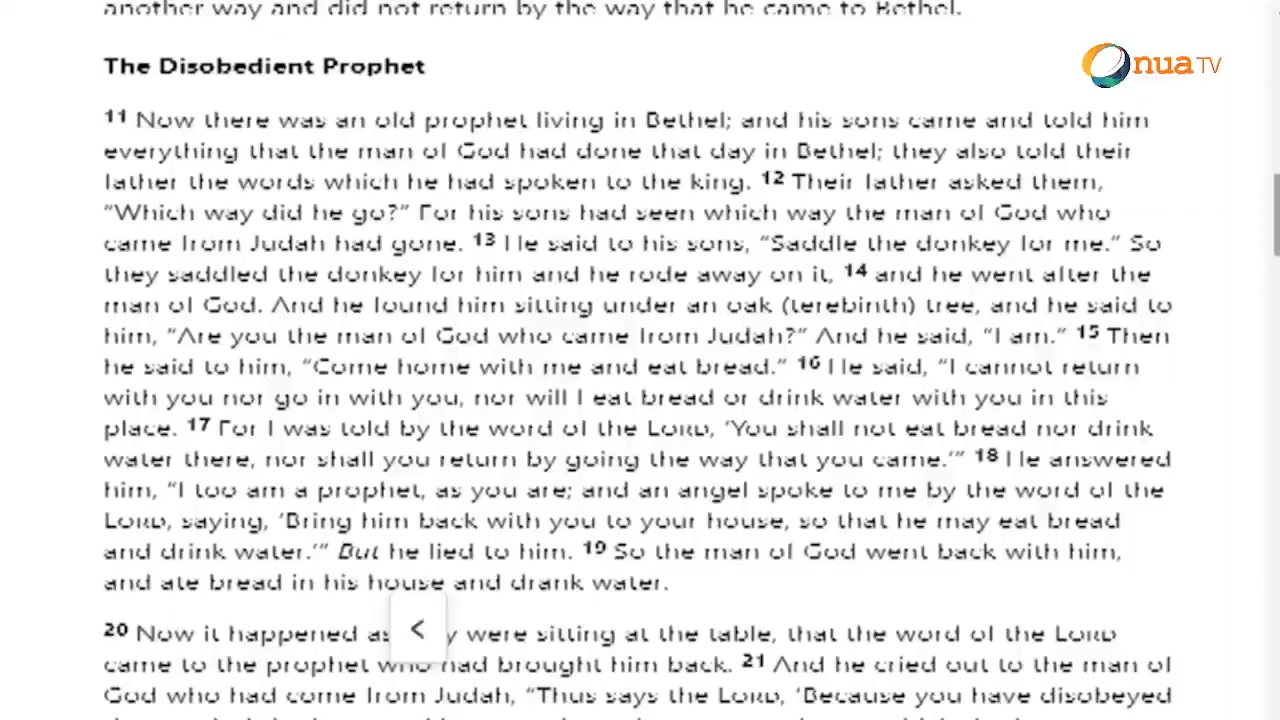 another way and did not return by the way that he came to Bethel.
The Disobedient Prophet
nua TV
11 Now there was an old prophet living in Bethel; and his sons came and told him
everything that the man of God had done that day in Bethel; they also told their
father the words which he had spoken to the king. 12 Their father asked them,
“Which way did he go?” For his sons had seen which way the man of God who
came from Judah had gone. 13 He said to his sons, “Saddle the donkey for me.” So
they saddled the donkey for him and he rode away on it, 14 and he went after the
man of God. And he found him sitting under an oak (terebinth) tree, and he said to
him, “Are you the man of God who came from Judah?” And he said, “I am.” 15 Then
he said to him, “Come home with me and eat bread.” 16 He said, “I cannot return
with you nor go in with you, nor will I eat bread or drink water with you in this
place. 17 For I was told by the word of the LORD, ‘You shall not eat bread nor drink
water there, nor shall you return by going the way that you came.’” 18 He answered
him, “I too am a prophet, as you are; and an angel spoke to me by the word of the
LORD, saying, ‘Bring him back with you to your house, so that he may eat bread
and drink water.’” But he lied to him. 19 So the man of God went back with him,
and ate bread in his house and drank water.
20 Now it happened as y were sitting at the table, that the word of the LORD
came to the prophet who had brought him back. 21 And he cried out to the man of
God who had come from Judah, “Thus says the LORD, ‘Because you have disobeyed